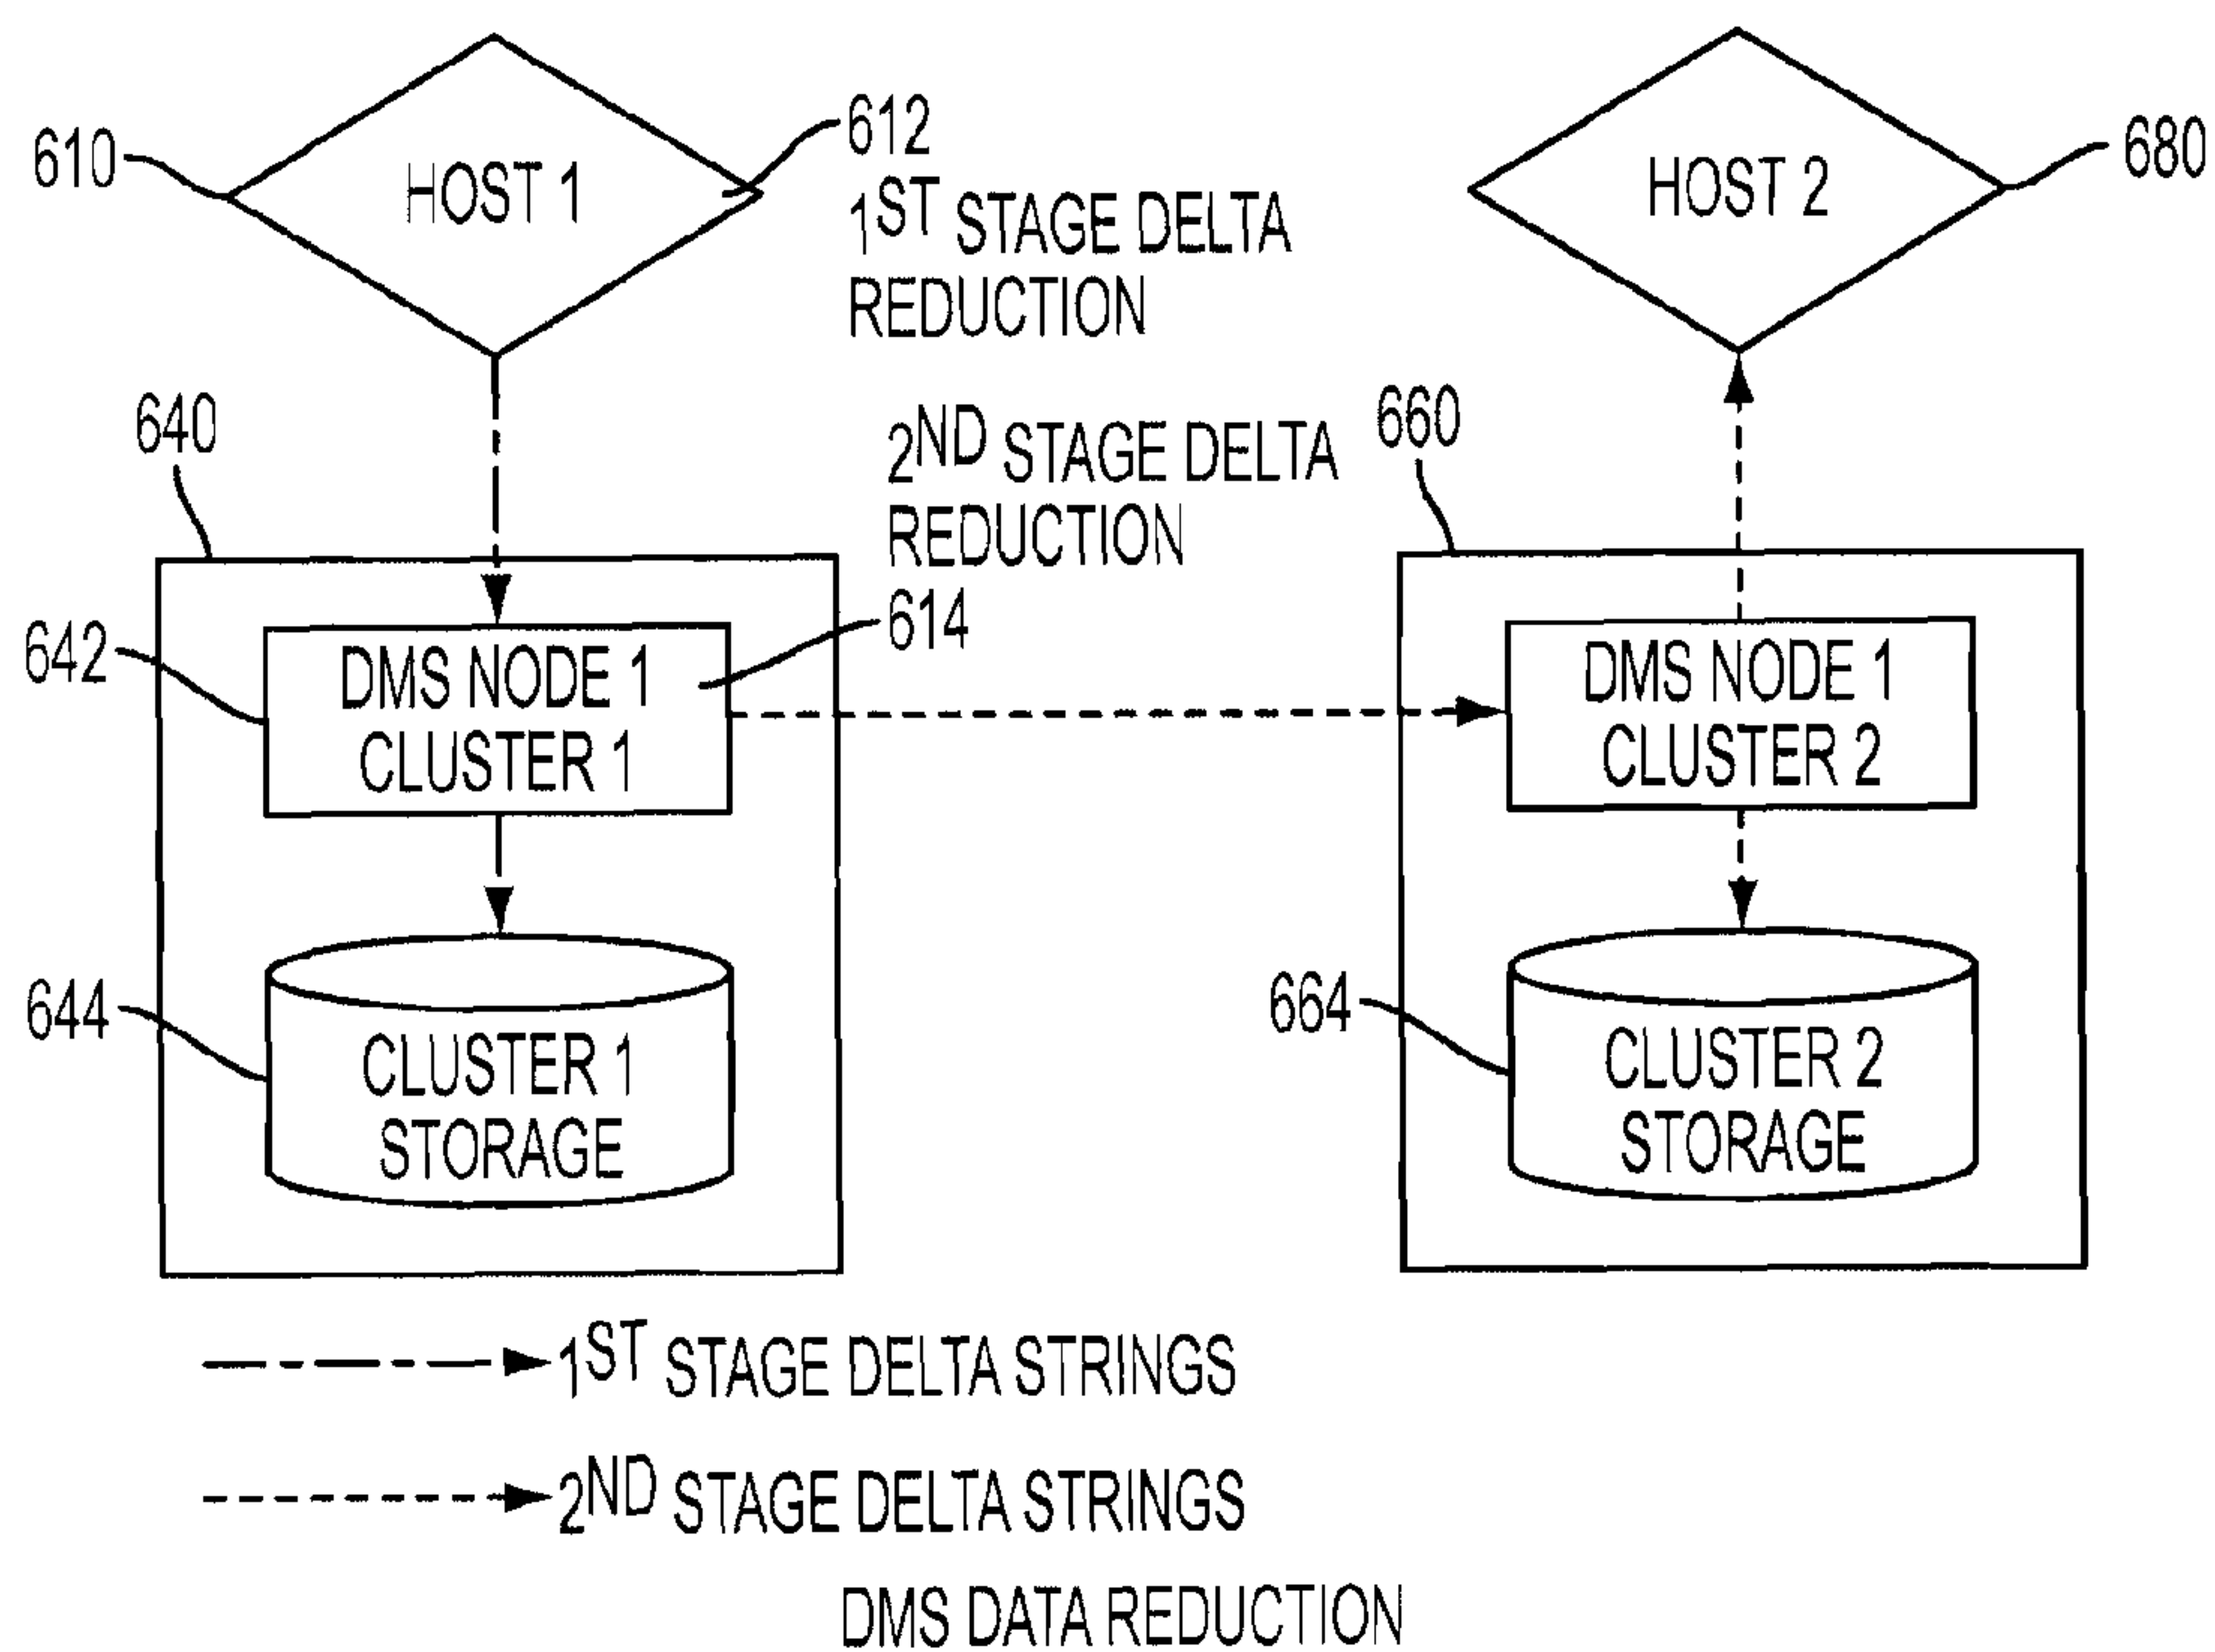 610
HOST 1
612
1ST STAGE DELTA
REDUCTION
HOST 2
680
640
2ND STAGE DELTA
REDUCTION
614
660
642
DMS NODE 1
CLUSTER 1
DMS NODE 1
CLUSTER 2
644
CLUSTER 1
STORAGE
664
CLUSTER 2
STORAGE
1ST STAGE DELTA STRINGS
2ND STAGE DELTA STRINGS
DMS DATA REDUCTION